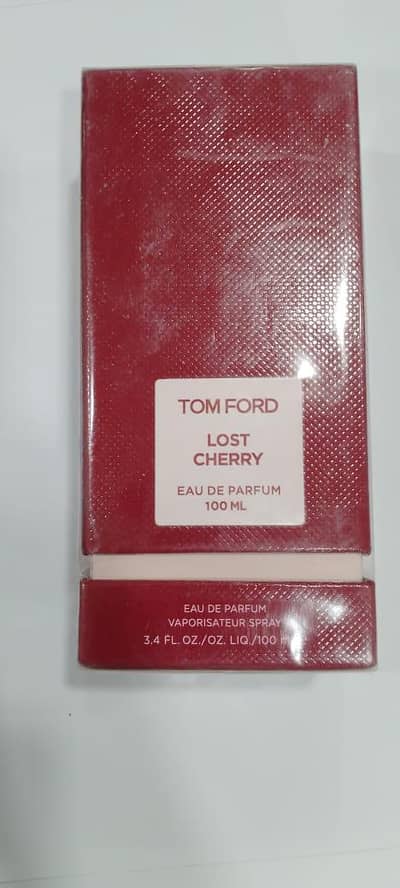 TOM FORD
LOST
CHERRY
EAU DE PARFUM
100 ML
EAU DE PARFUM
VAPORISATEUR SPRAY
3.4 FL. OZ./OZ. LIQ./100